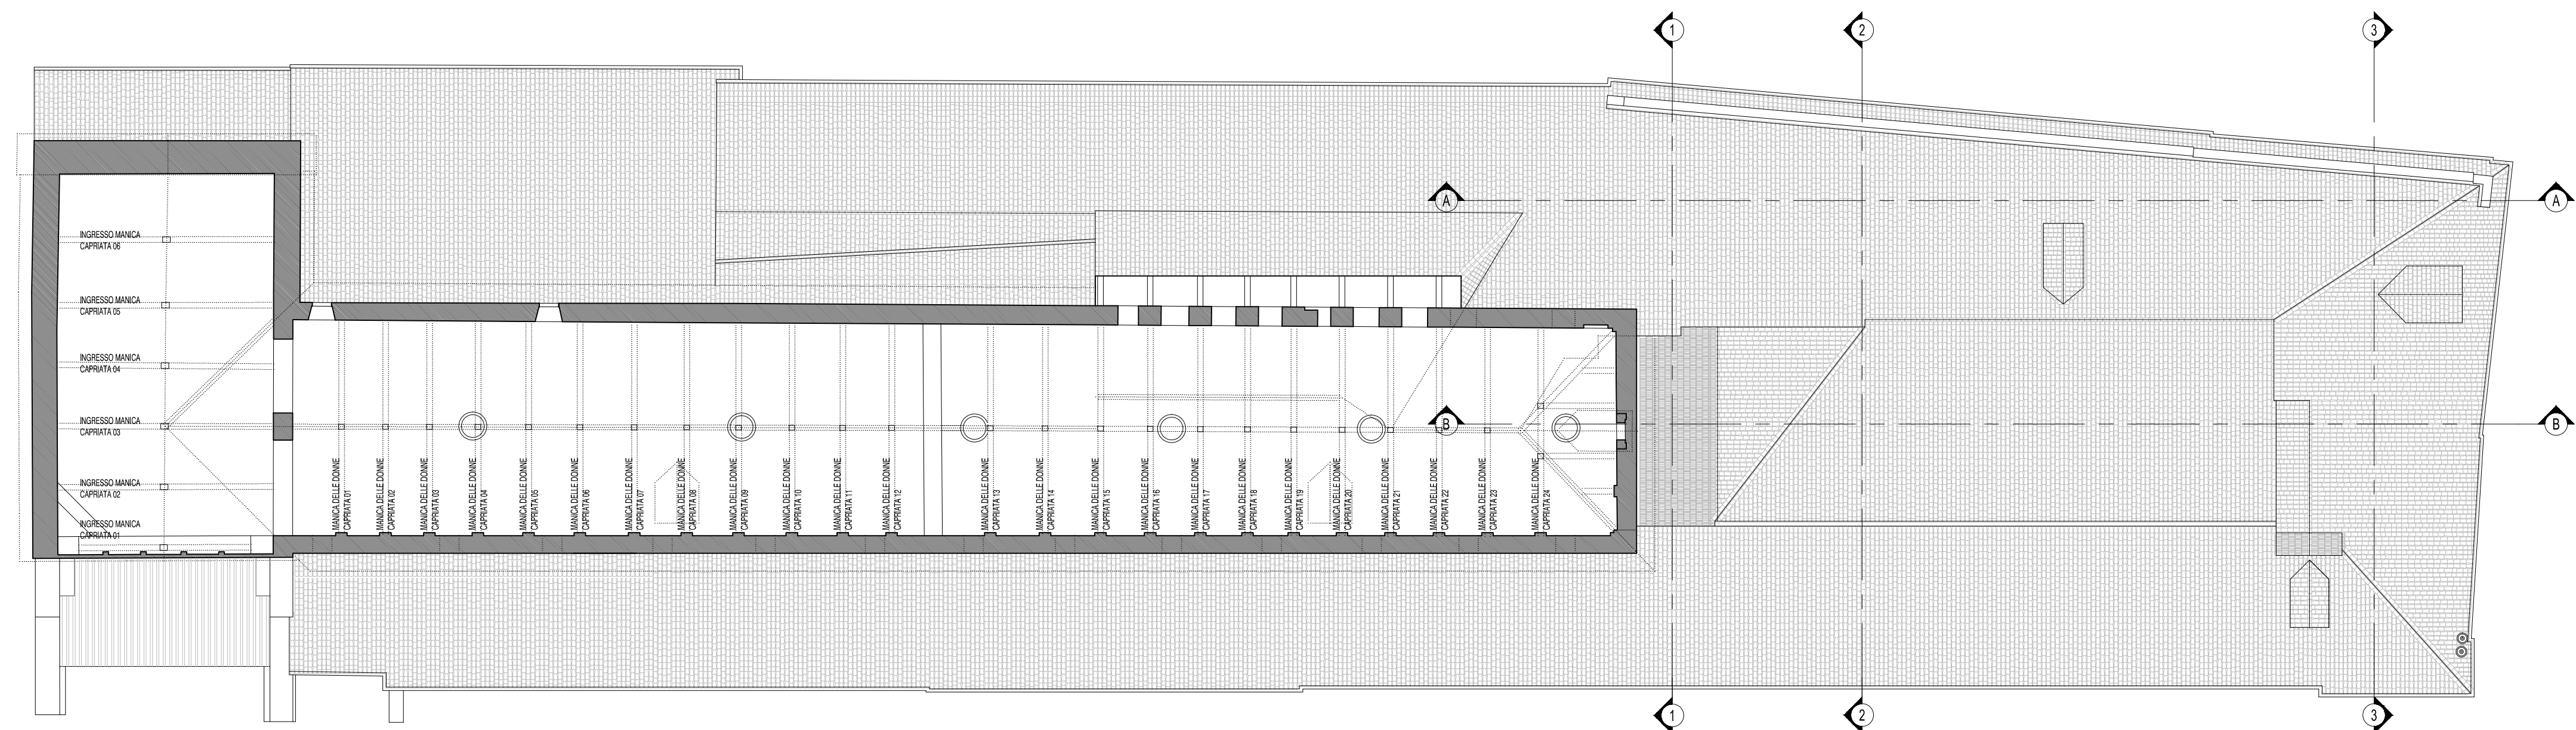 1
2
3
A
A
INGRESSO MANICA
CAPRIATA 06
INGRESSO MANICA
CAPRIATA 05
INGRESSO MANICA
CAPRIATA 04
INGRESSO MANICA
CAPRIATA 03
INGRESSO MANICA
CAPRIATA 02
INGRESSO MANICA
CAPRIATA 01
B
B
MANICA DELLE DONNE
CAPRIATA 01
MANICA DELLE DONNE
CAPRIATA 02
MANICA DELLE DONNE
CAPRIATA 03
MANICA DELLE DONNE
CAPRIATA 04
MANICA DELLE DONNE
CAPRIATA 05
MANICA DELLE DONNE
CAPRIATA 06
MANICA DELLE DONNE
CAPRIATA 07
MANICA DELLE DONNE
CAPRIATA 08
MANICA DELLE DONNE
CAPRIATA 09
MANICA DELLE DONNE
CAPRIATA 10
MANICA DELLE DONNE
CAPRIATA 11
MANICA DELLE DONNE
CAPRIATA 12
MANICA DELLE DONNE
CAPRIATA 13
MANICA DELLE DONNE
CAPRIATA 14
MANICA DELLE DONNE
CAPRIATA 15
MANICA DELLE DONNE
CAPRIATA 16
MANICA DELLE DONNE
CAPRIATA 17
MANICA DELLE DONNE
CAPRIATA 18
MANICA DELLE DONNE
CAPRIATA 19
MANICA DELLE DONNE
CAPRIATA 20
MANICA DELLE DONNE
CAPRIATA 21
MANICA DELLE DONNE
CAPRIATA 22
MANICA DELLE DONNE
CAPRIATA 23
MANICA DELLE DONNE
CAPRIATA 24
1
2
3